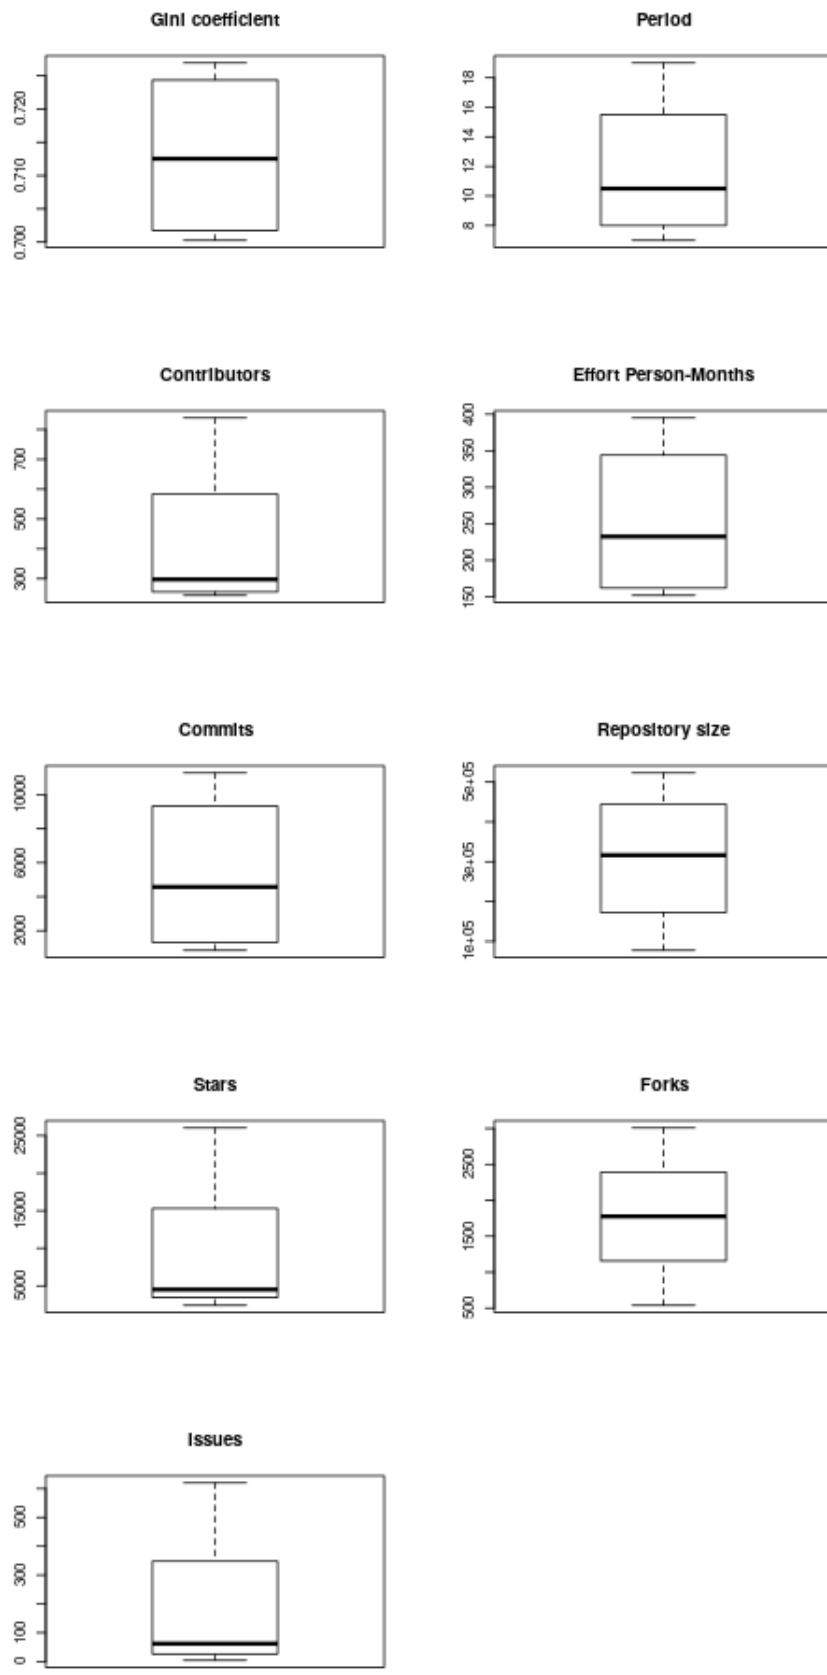 Gini coefficient
0.720
0.710
0.700
Period
18
16
14
12
10
8
Contributors
700
500
300
Effort Person-Months
400
350
300
250
200
150
Commits
10000
6000
2000
Repository size
5e+05
3e+05
1e+05
Stars
25000
15000
5000
Forks
2500
1500
500
Issues
500
300
100
0